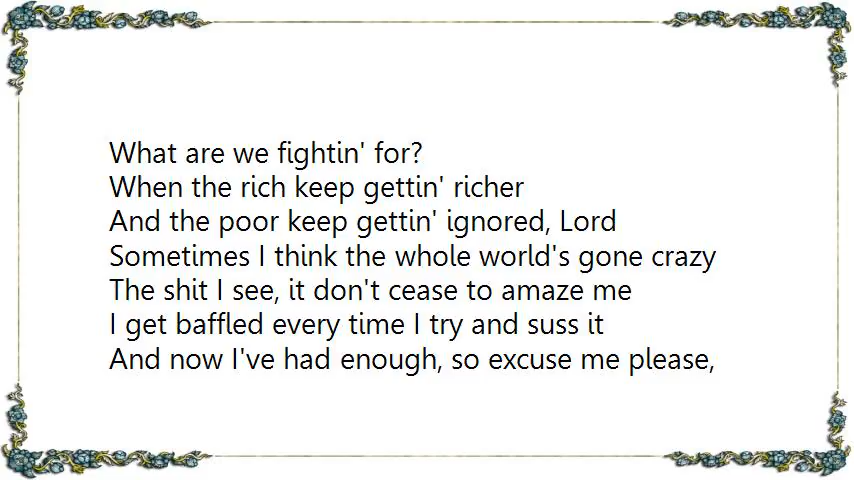 What are we fightin' for?
When the rich keep gettin' richer
And the poor keep gettin' ignored, Lord
Sometimes I think the whole world's gone crazy
The shit I see, it don't cease to amaze me
I get baffled every time I try and suss it
And now I've had enough, so excuse me please,